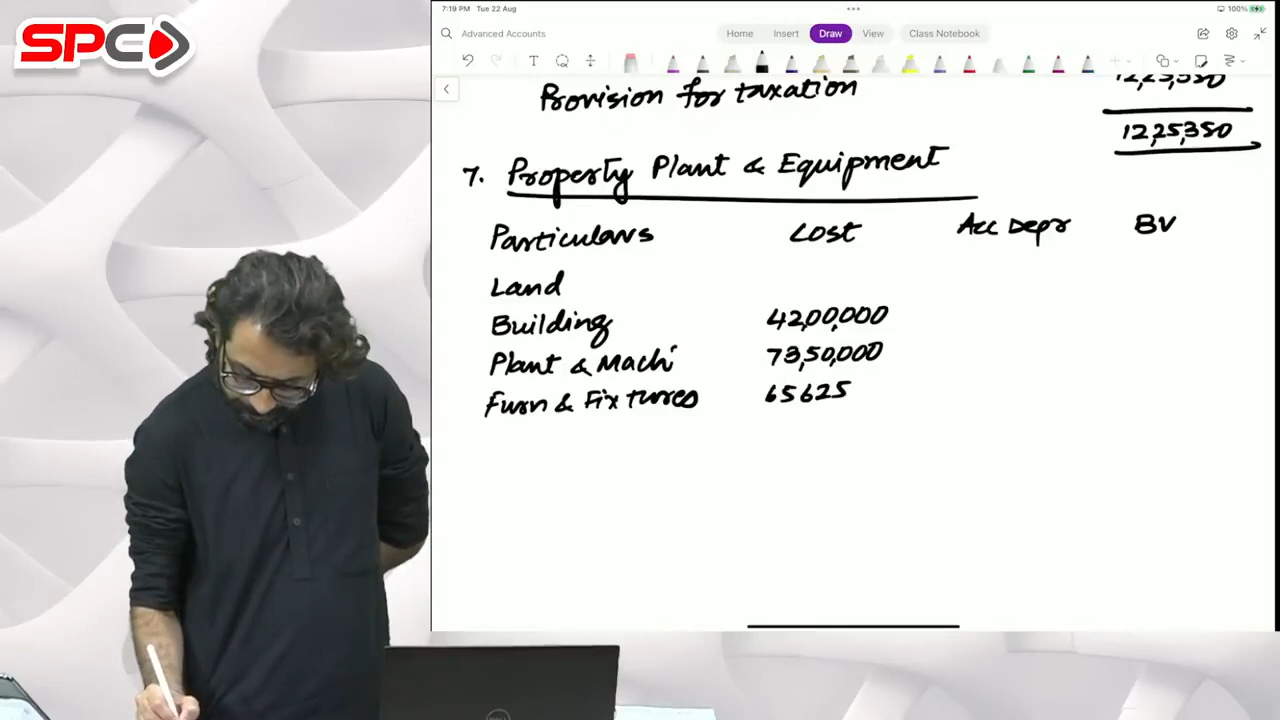 SPC
7:19 PM Tue 22 Aug
100%
Advanced Accounts
Home Insert Draw View Class Notebook
Provision for taxation
12,25,350
7. Property Plant & Equipment
Particulars Cost Acc Depr BV
Land
Building 42,00,000
Plant & Machi 73,50,000
Furn & Fixtures 65625
DELL